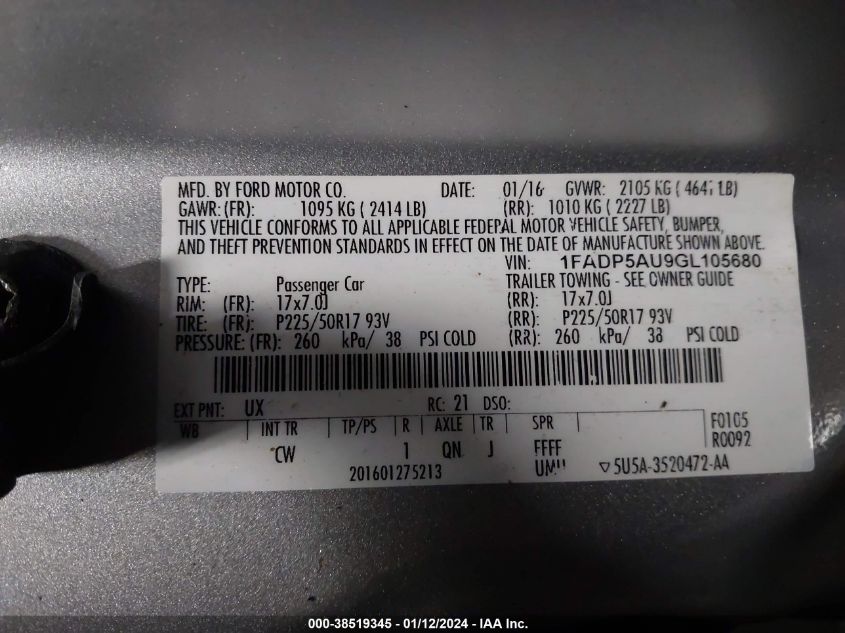 MFD. BY FORD MOTOR CO. DATE: 01/16 GVWR: 2105 KG ( 4641 LB)
GAWR: (FR): 1095 KG ( 2414 LB) (RR): 1010 KG ( 2227 LB)
THIS VEHICLE CONFORMS TO ALL APPLICABLE FEDERAL MOTOR VEHICLE SAFETY, BUMPER,
AND THEFT PREVENTION STANDARDS IN EFFECT ON THE DATE OF MANUFACTURE SHOWN ABOVE.
VIN: 1FADP5AU9GL105680
TYPE: Passenger Car TRAILER TOWING - SEE OWNER GUIDE
RIM: (FR): 17x7.0J (RR): 17x7.0J
TIRE: (FR): P225/50R17 93V (RR): P225/50R17 93V
PRESSURE: (FR): 260 kPa/ 38 PSI COLD (RR): 260 kPa/ 38 PSI COLD
EXT PNT: UX RC: 21 DSO:
WB INT TR TP/PS R AXLE TR SPR F0105
CW 1 QN J FFFF R0092
201601275213 ▽5U5A-3520472-AA
000-38519345 - 01/12/2024 - IAA Inc.